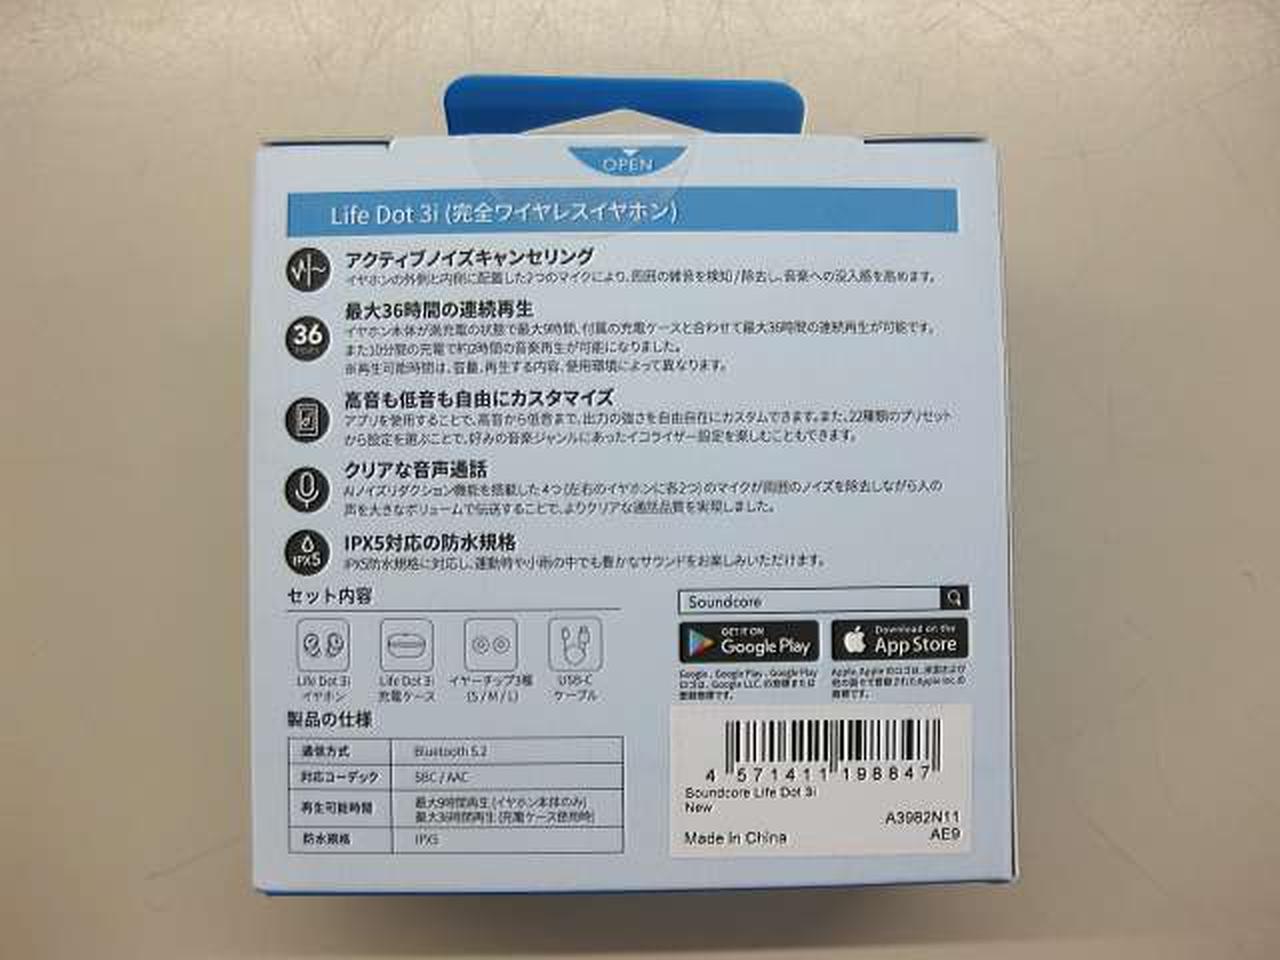 OPEN
Life Dot 3i (完全ワイヤレスイヤホン)
アクティブノイズキャンセリング
イヤホンの外側と内側に配置した2つのマイクにより、周囲の雑音を検知/除去し、音楽への没入感を高めます。
36
最大36時間の連続再生
イヤホン本体が満充電の状態で最大9時間、付属の充電ケースと合わせて最大36時間の連続再生が可能です。
また10分間の充電で約2時間の音楽再生が可能になりました。
※再生可能時間は、音量、再生する内容、使用環境によって異なります。
高音も低音も自由にカスタマイズ
アプリを使用することで、高音から低音まで、出力の強さを自由自在にカスタムできます。また、22種類のプリセット
から設定を選ぶことで、好みの音楽ジャンルにあったイコライザー設定を楽しむこともできます。
クリアな音声通話
AIノイズリダクション機能を搭載した4つ(左右のイヤホンに各2つ)のマイクが周囲のノイズを除去しながら人の
声を大きなボリュームで伝送することで、よりクリアな通話品質を実現しました。
IPX5
IPX5対応の防水規格
IPX5防水規格に対応し、運動時や小雨の中でも豊かなサウンドをお楽しみいただけます。
セット内容
Life Dot 3i
イヤホン
Life Dot 3i
充電ケース
イヤーチップ3種
(S / M / L)
USB-C
ケーブル
Soundcore
GET IT ON
Google Play
Download on the
App Store
Google、Google Play、Google Play
ロゴは、Google LLC. の商標または
登録商標です。
製品の仕様
通信方式 Bluetooth 5.2
対応コーデック SBC / AAC
再生可能時間 最大9時間再生 (イヤホン本体のみ)
最大36時間再生 (充電ケース使用時)
防水規格 IPX5
4 571411 198847
Soundcore Life Dot 3i
New
A3982N11
AE9
Made In China